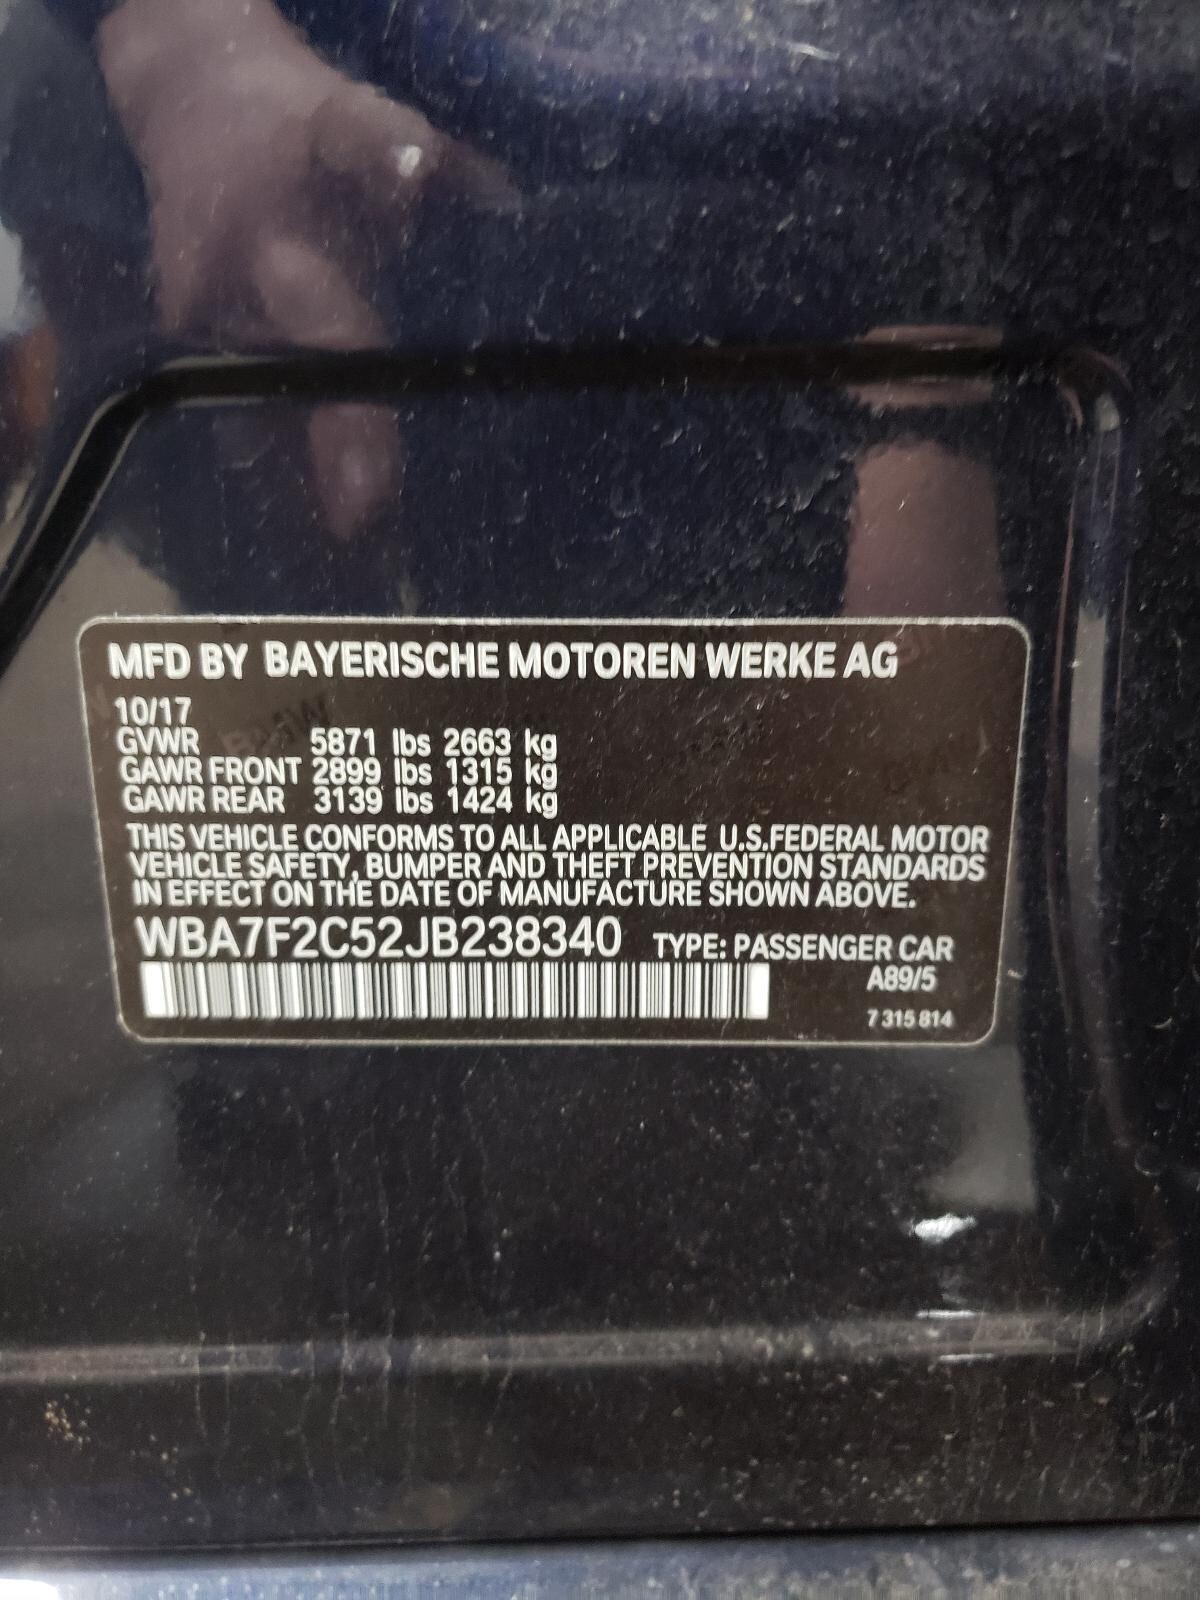 MFD BY BAYERISCHE MOTOREN WERKE AG
10/17
GVWR 5871 lbs 2663 kg
GAWR FRONT 2899 lbs 1315 kg
GAWR REAR 3139 lbs 1424 kg
THIS VEHICLE CONFORMS TO ALL APPLICABLE U.S.FEDERAL MOTOR
VEHICLE SAFETY, BUMPER AND THEFT PREVENTION STANDARDS
IN EFFECT ON THE DATE OF MANUFACTURE SHOWN ABOVE.
WBA7F2C52JB238340 TYPE: PASSENGER CAR
A89/5
7 315 814